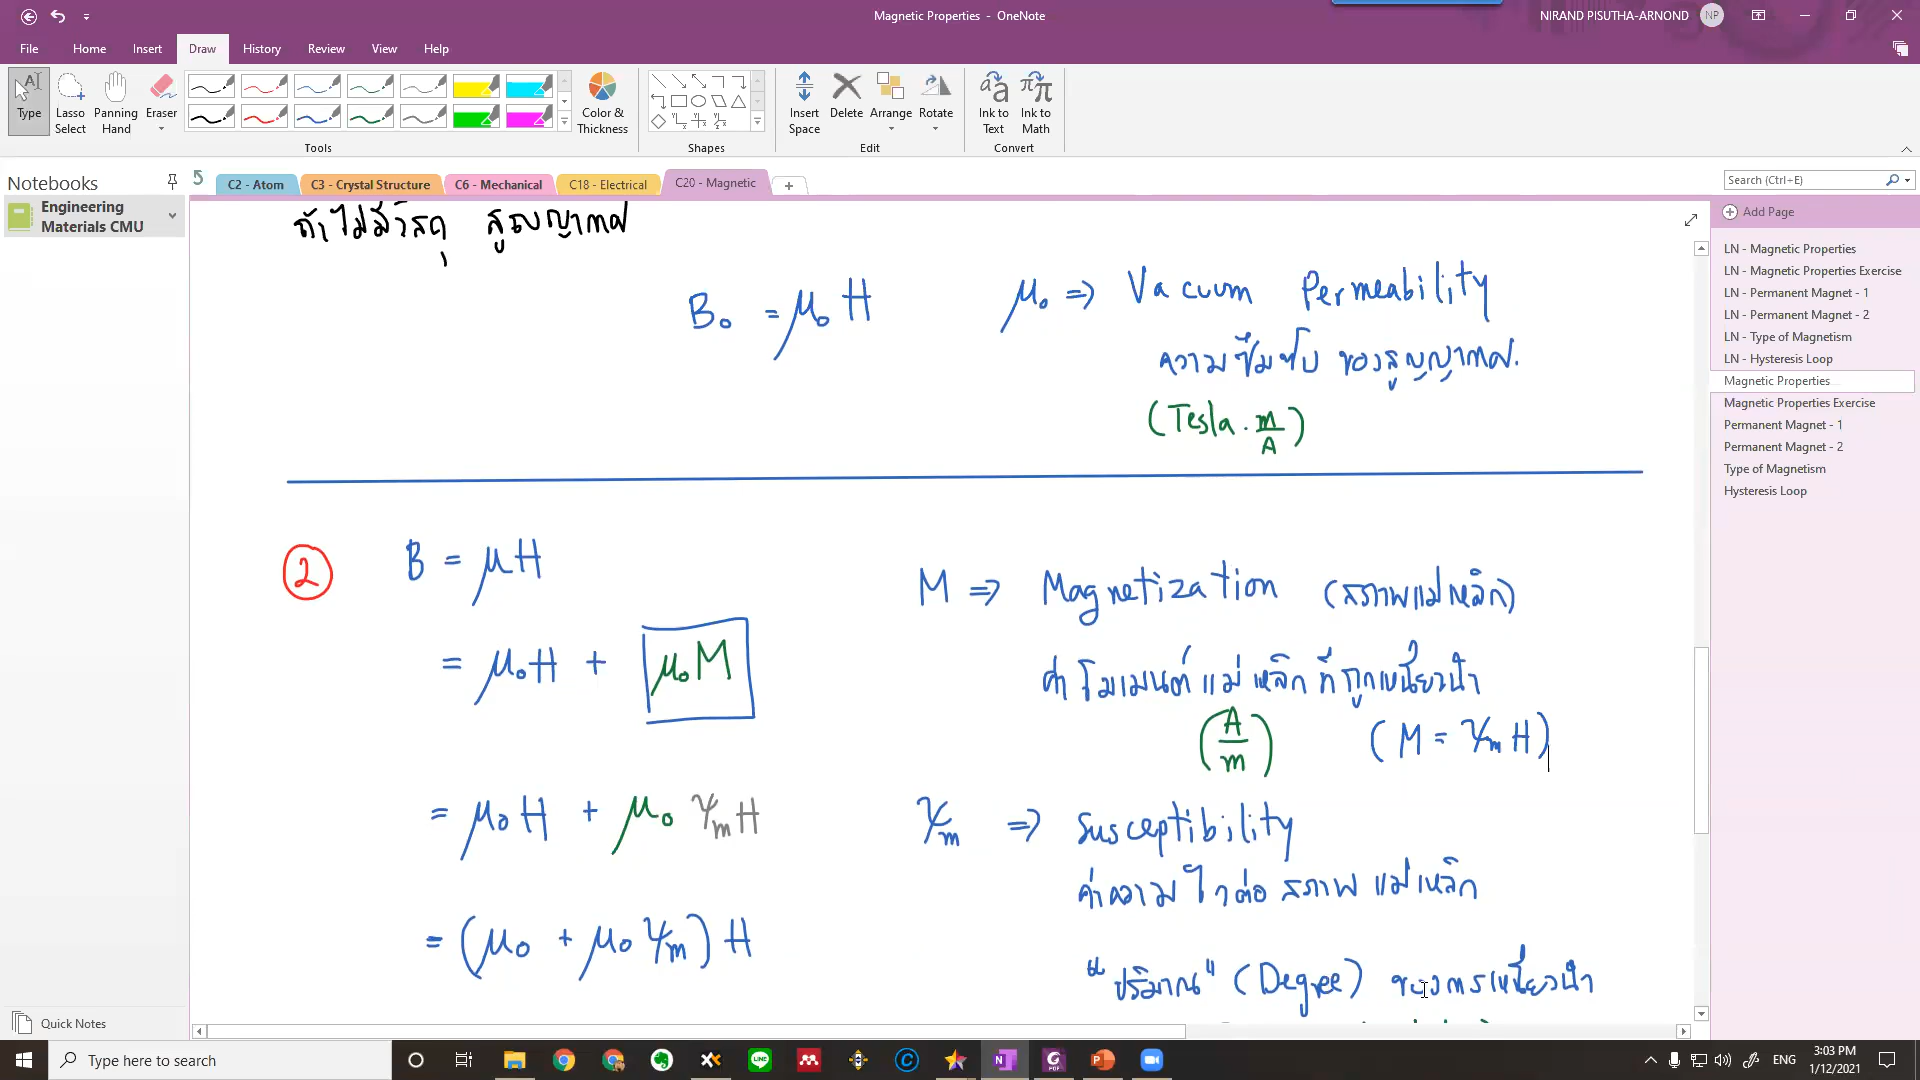 Magnetic Properties - OneNote
NIRAND PISUTHA-ARNOND NP
File Home Insert Draw History Review View Help
Type
Lasso Select
Panning Hand
Eraser
Color & Thickness
Insert Space
Delete
Arrange
Rotate
Ink to Text
Ink to Math
Tools
Shapes
Edit
Convert
Notebooks
Engineering Materials CMU
C2 - Atom
C3 - Crystal Structure
C6 - Mechanical
C18 - Electrical
C20 - Magnetic
Search (Ctrl+E)
Add Page
LN - Magnetic Properties
LN - Magnetic Properties Exercise
LN - Permanent Magnet - 1
LN - Permanent Magnet - 2
LN - Type of Magnetism
LN - Hysteresis Loop
Magnetic Properties
Magnetic Properties Exercise
Permanent Magnet - 1
Permanent Magnet - 2
Type of Magnetism
Hysteresis Loop
ถ้าไม่มีวัสดุ สูญญากาศ
B₀ = μ₀ H
μ₀ ⇒ Vacuum Permeability
ความซึมซับ ของสูญญากาศ.
(Tesla · m/A)
2
B = μH
= μ₀H + μ₀M
= μ₀H + μ₀ χm H
= (μ₀ + μ₀ χm) H
M ⇒ Magnetization (สภาพแม่เหล็ก)
ค่าโมเมนต์แม่เหล็กที่ถูกเหนี่ยวนำ
(A/m) (M = χm H)
χm ⇒ Susceptibility
ค่าความไวต่อ สภาพ แม่เหล็ก
"ปริมาณ" (Degree) ของการเหนี่ยวนำ
Quick Notes
Type here to search
ENG
3:03 PM
1/12/2021